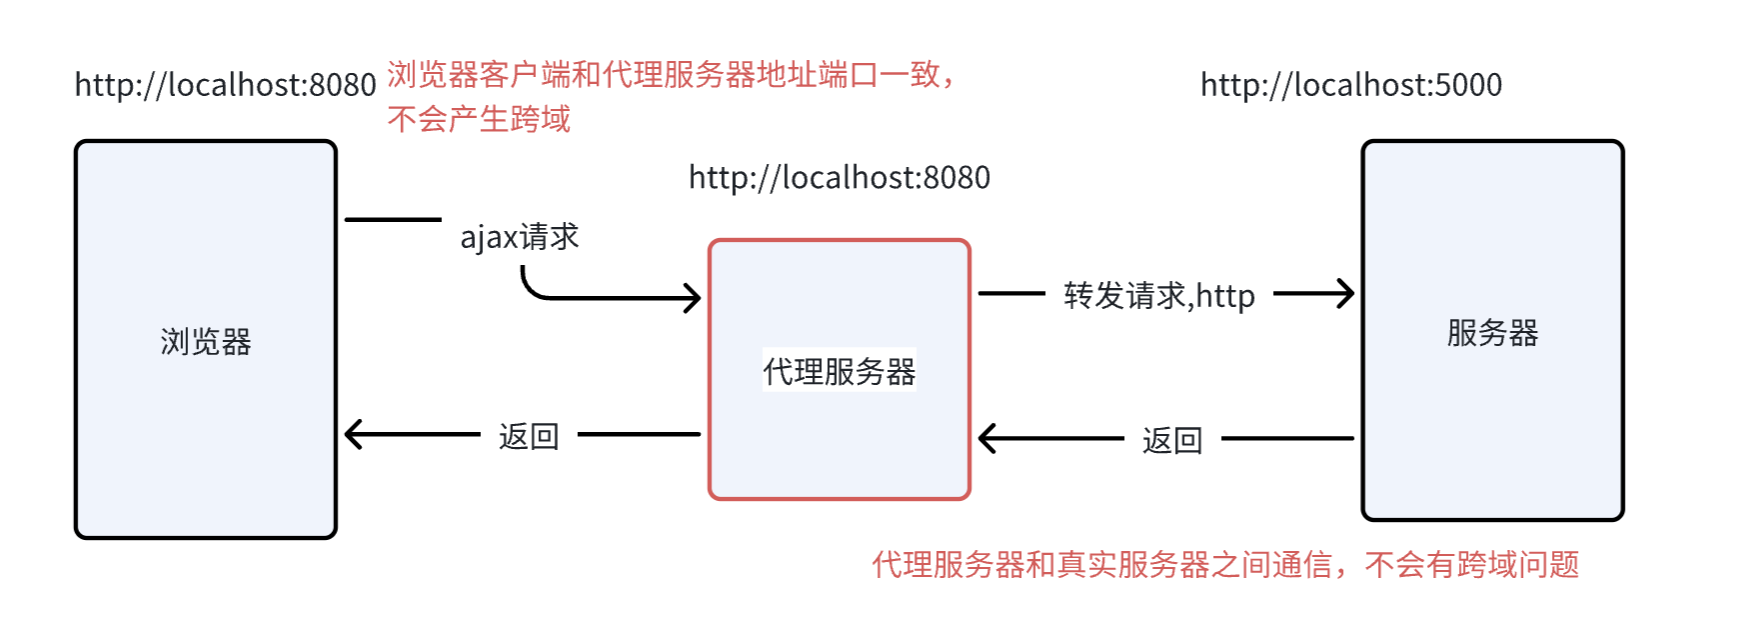 http://localhost:8080
浏览器客户端和代理服务器地址端口一致，
不会产生跨域
http://localhost:5000
http://localhost:8080
ajax请求
转发请求,http
浏览器
代理服务器
服务器
返回
返回
代理服务器和真实服务器之间通信，不会有跨域问题